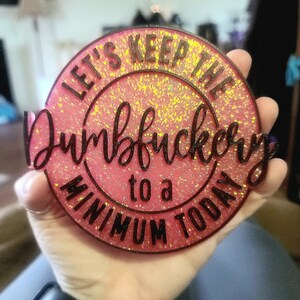 LET'S KEEP THE
Dumbfuckery
to a
MINIMUM TODAY